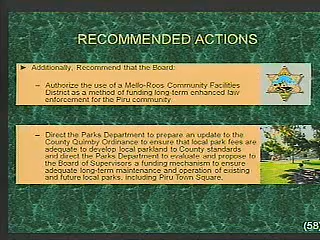 RECOMMENDED ACTIONS
► Additionally, Recommend that the Board:
– Authorize the use of a Mello-Roos Community Facilities
District as a method of funding long-term enhanced law
enforcement for the Piru community.
– Direct the Parks Department to prepare an update to the
County Quimby Ordinance to ensure that local park fees are
adequate to develop local parkland to County standards
and direct the Parks Department to evaluate and propose to
the Board of Supervisors a funding mechanism to ensure
adequate long-term maintenance and operation of existing
and future local parks, including Piru Town Square.
(58)